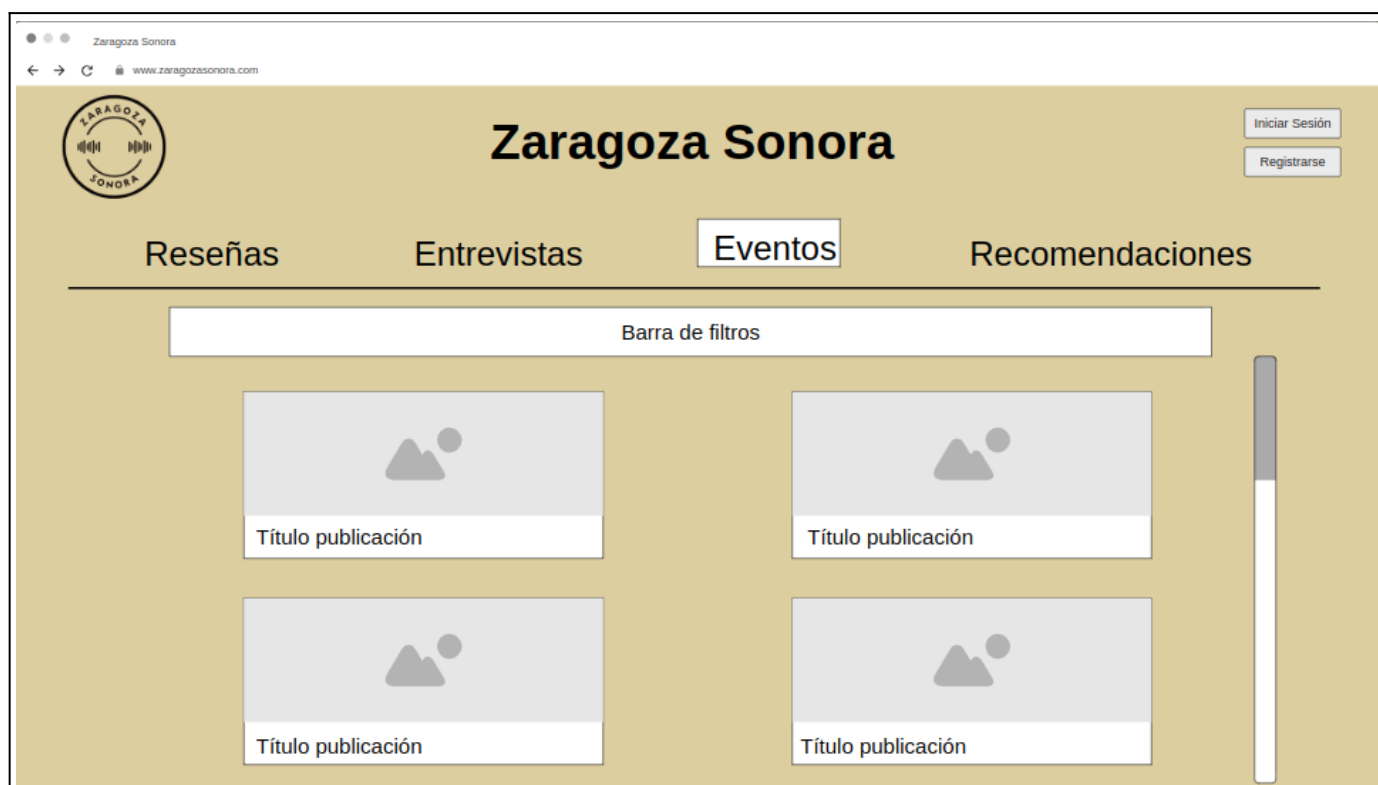 Zaragoza Sonora
www.zaragozasonora.com
ZARAGOZA
SONORA
Zaragoza Sonora
Iniciar Sesión
Registrarse
Reseñas Entrevistas Eventos Recomendaciones
Barra de filtros
Título publicación Título publicación
Título publicación Título publicación